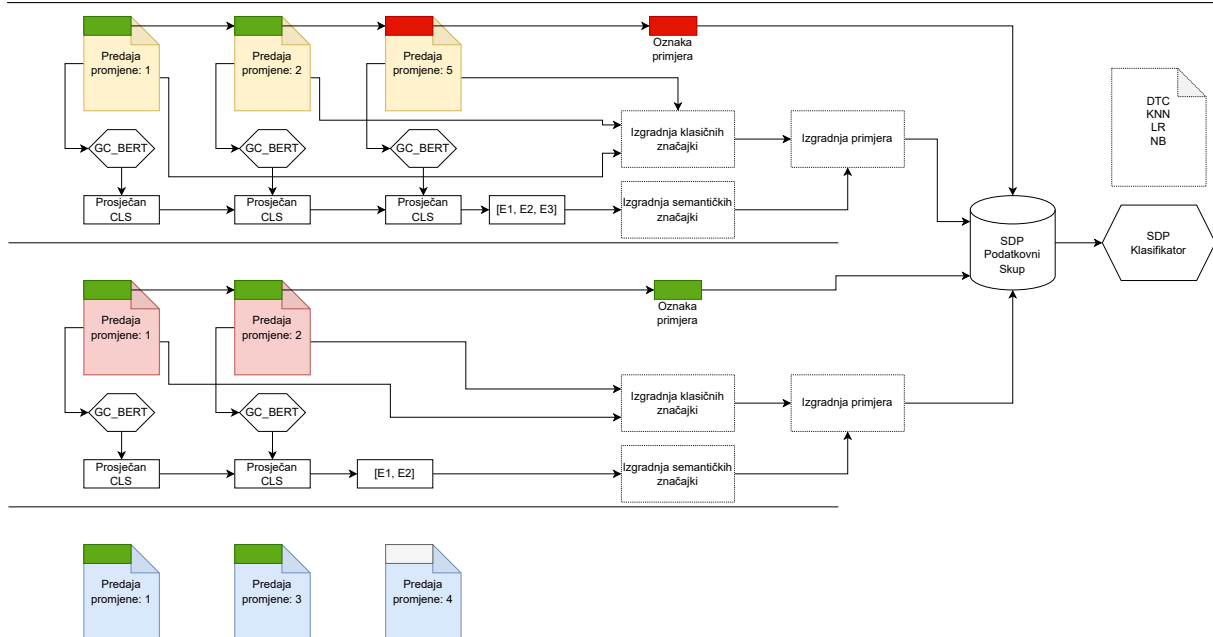 Predaja
promjene: 1
Predaja
promjene: 2
Predaja
promjene: 5
Oznaka
primjera
GC_BERT
GC_BERT
GC_BERT
Izgradnja klasičnih
značajki
Izgradnja primjera
DTC
KNN
LR
NB
Prosječan
CLS
Prosječan
CLS
Prosječan
CLS
[E1, E2, E3]
Izgradnja semantičkih
značajki
SDP
Podatkovni
Skup
SDP
Klasifikator
Predaja
promjene: 1
Predaja
promjene: 2
Oznaka
primjera
GC_BERT
GC_BERT
Izgradnja klasičnih
značajki
Izgradnja primjera
Prosječan
CLS
Prosječan
CLS
[E1, E2]
Izgradnja semantičkih
značajki
Predaja
promjene: 1
Predaja
promjene: 3
Predaja
promjene: 4